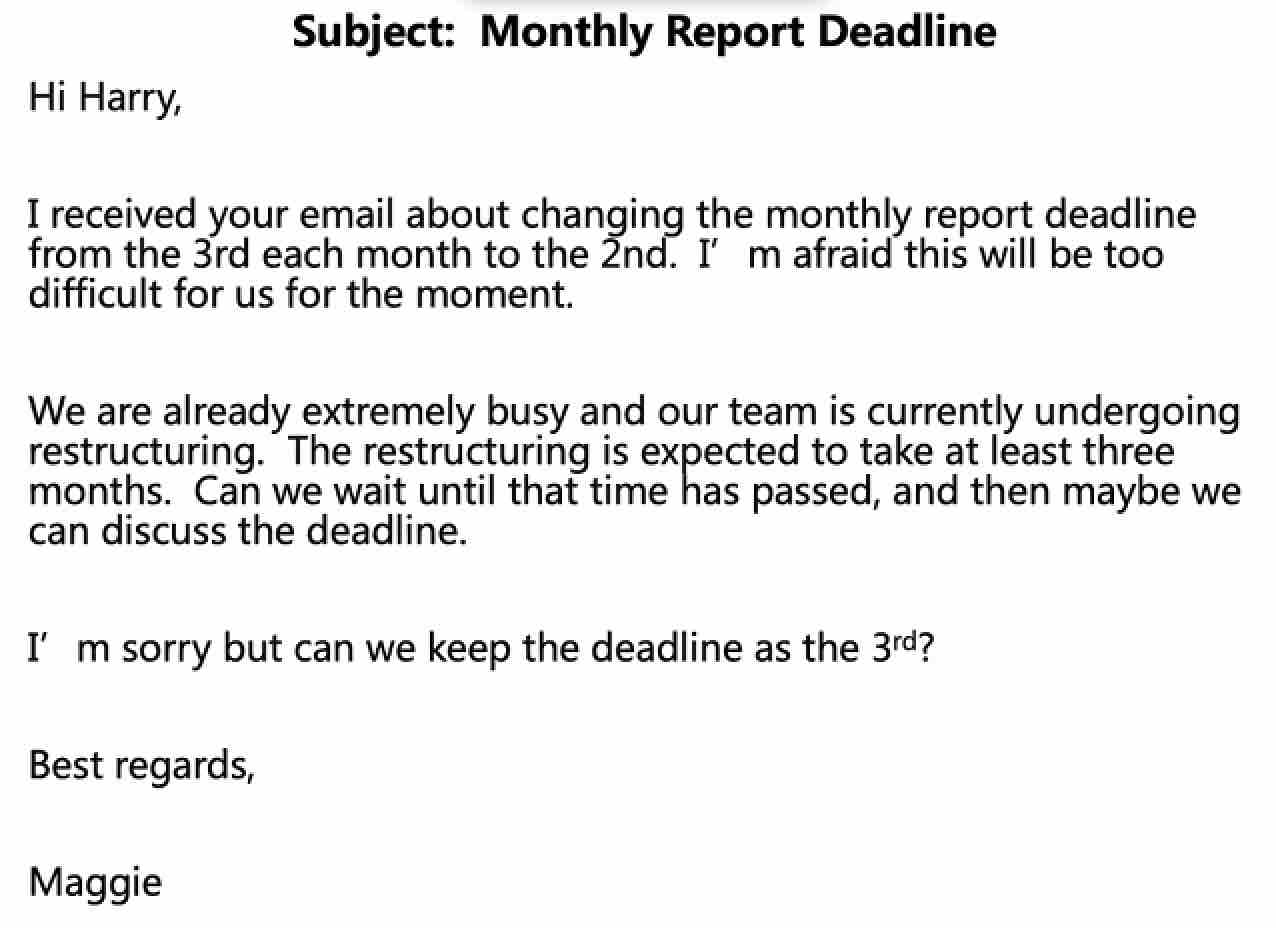 Subject:  Monthly Report Deadline
Hi Harry,
I received your email about changing the monthly report deadline
from the 3rd each month to the 2nd.  I’ m afraid this will be too
difficult for us for the moment.
We are already extremely busy and our team is currently undergoing
restructuring.  The restructuring is expected to take at least three
months.  Can we wait until that time has passed, and then maybe we
can discuss the deadline.
I’ m sorry but can we keep the deadline as the 3rd?
Best regards,
Maggie